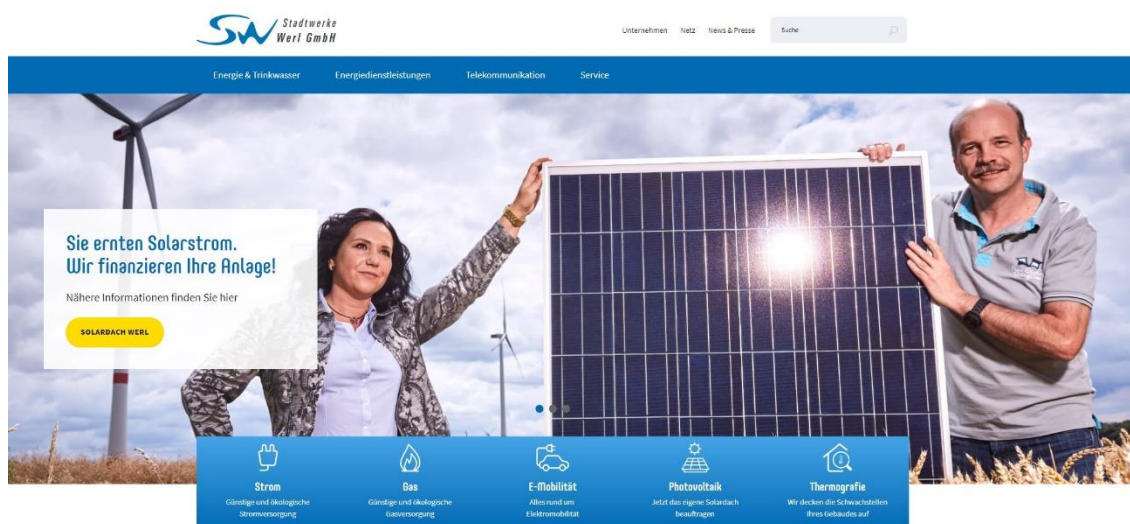 Stadtwerke
Werl GmbH
Unternehmen Netz News & Presse Suche
Energie & Trinkwasser Energiedienstleistungen Telekommunikation Service
Sie ernten Solarstrom.
Wir finanzieren Ihre Anlage!
Nähere Informationen finden Sie hier
SOLARDACH WERL
Strom
Günstige und ökologische
Stromversorgung
Gas
Günstige und ökologische
Gasversorgung
E-Mobilität
Alles rund um
Elektromobilität
Photovoltaik
Jetzt das eigene Solardach
beauftragen
Thermografie
Wir decken die Schwachstellen
Ihres Gebäudes auf